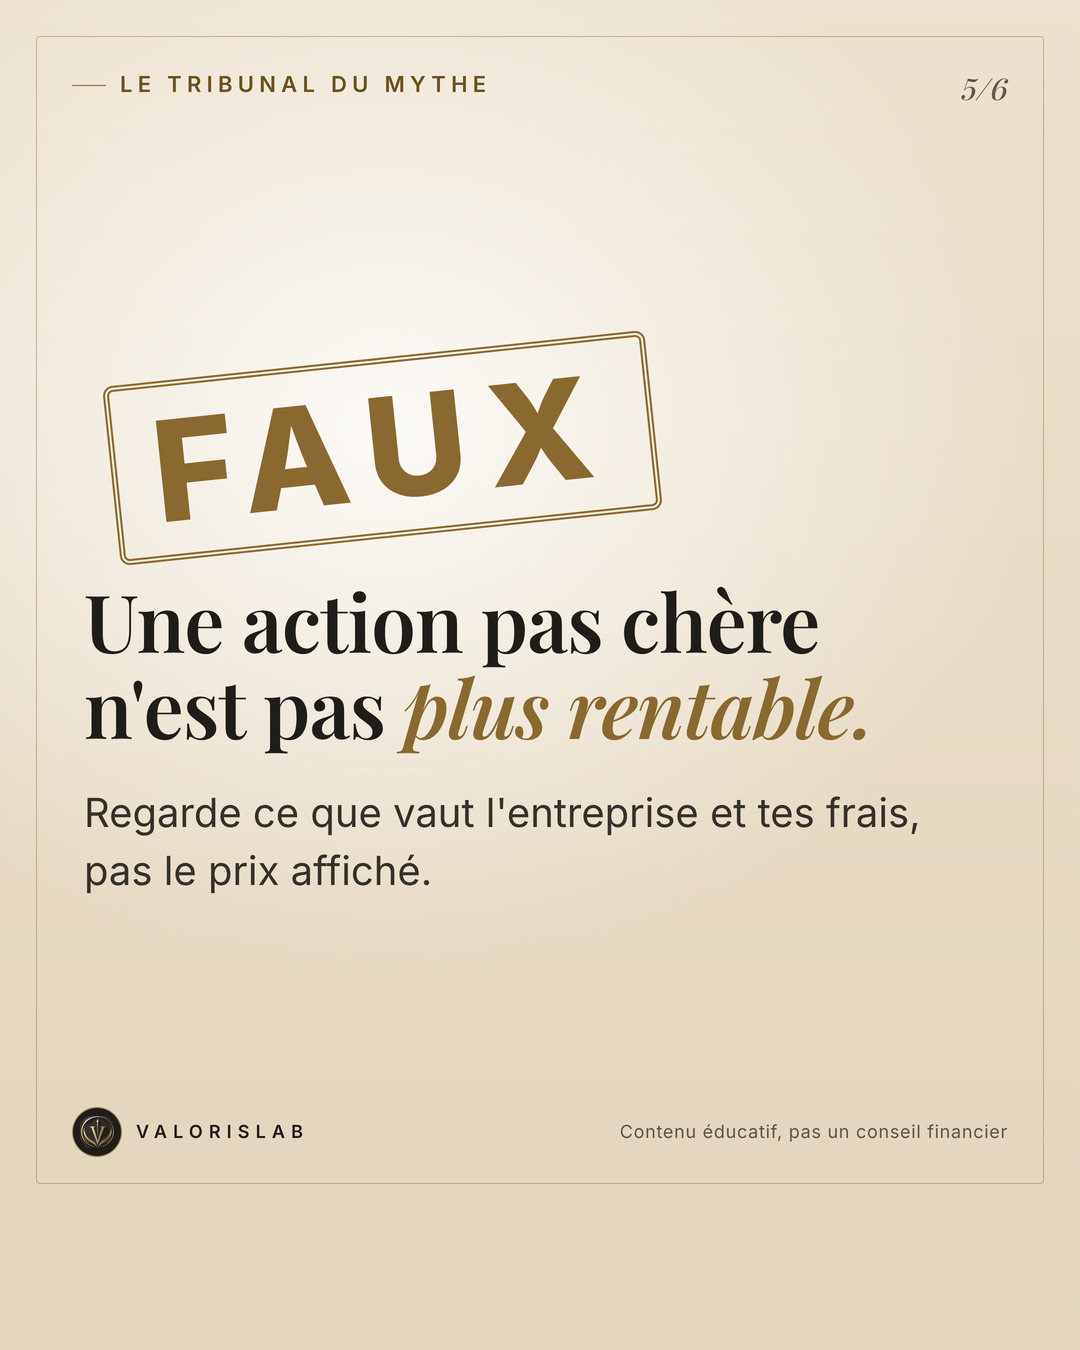 LE TRIBUNAL DU MYTHE
5/6
FAUX
Une action pas chère
n'est pas plus rentable.
Regarde ce que vaut l'entreprise et tes frais,
pas le prix affiché.
VALORISLAB
Contenu éducatif, pas un conseil financier